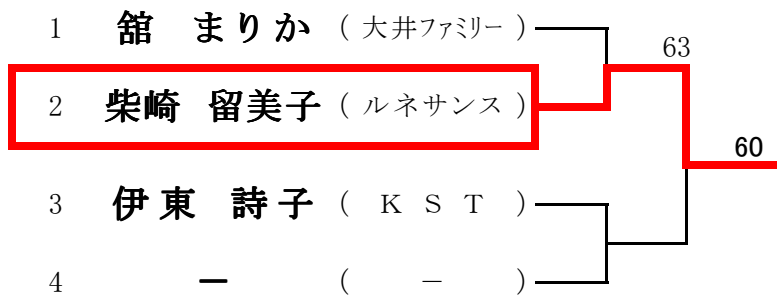 1 舘 まりか ( 大井ファミリー )
63
2 柴崎 留美子 ( ルネサンス )
60
3 伊東 詩子 ( K S T )
4 ー ( － )